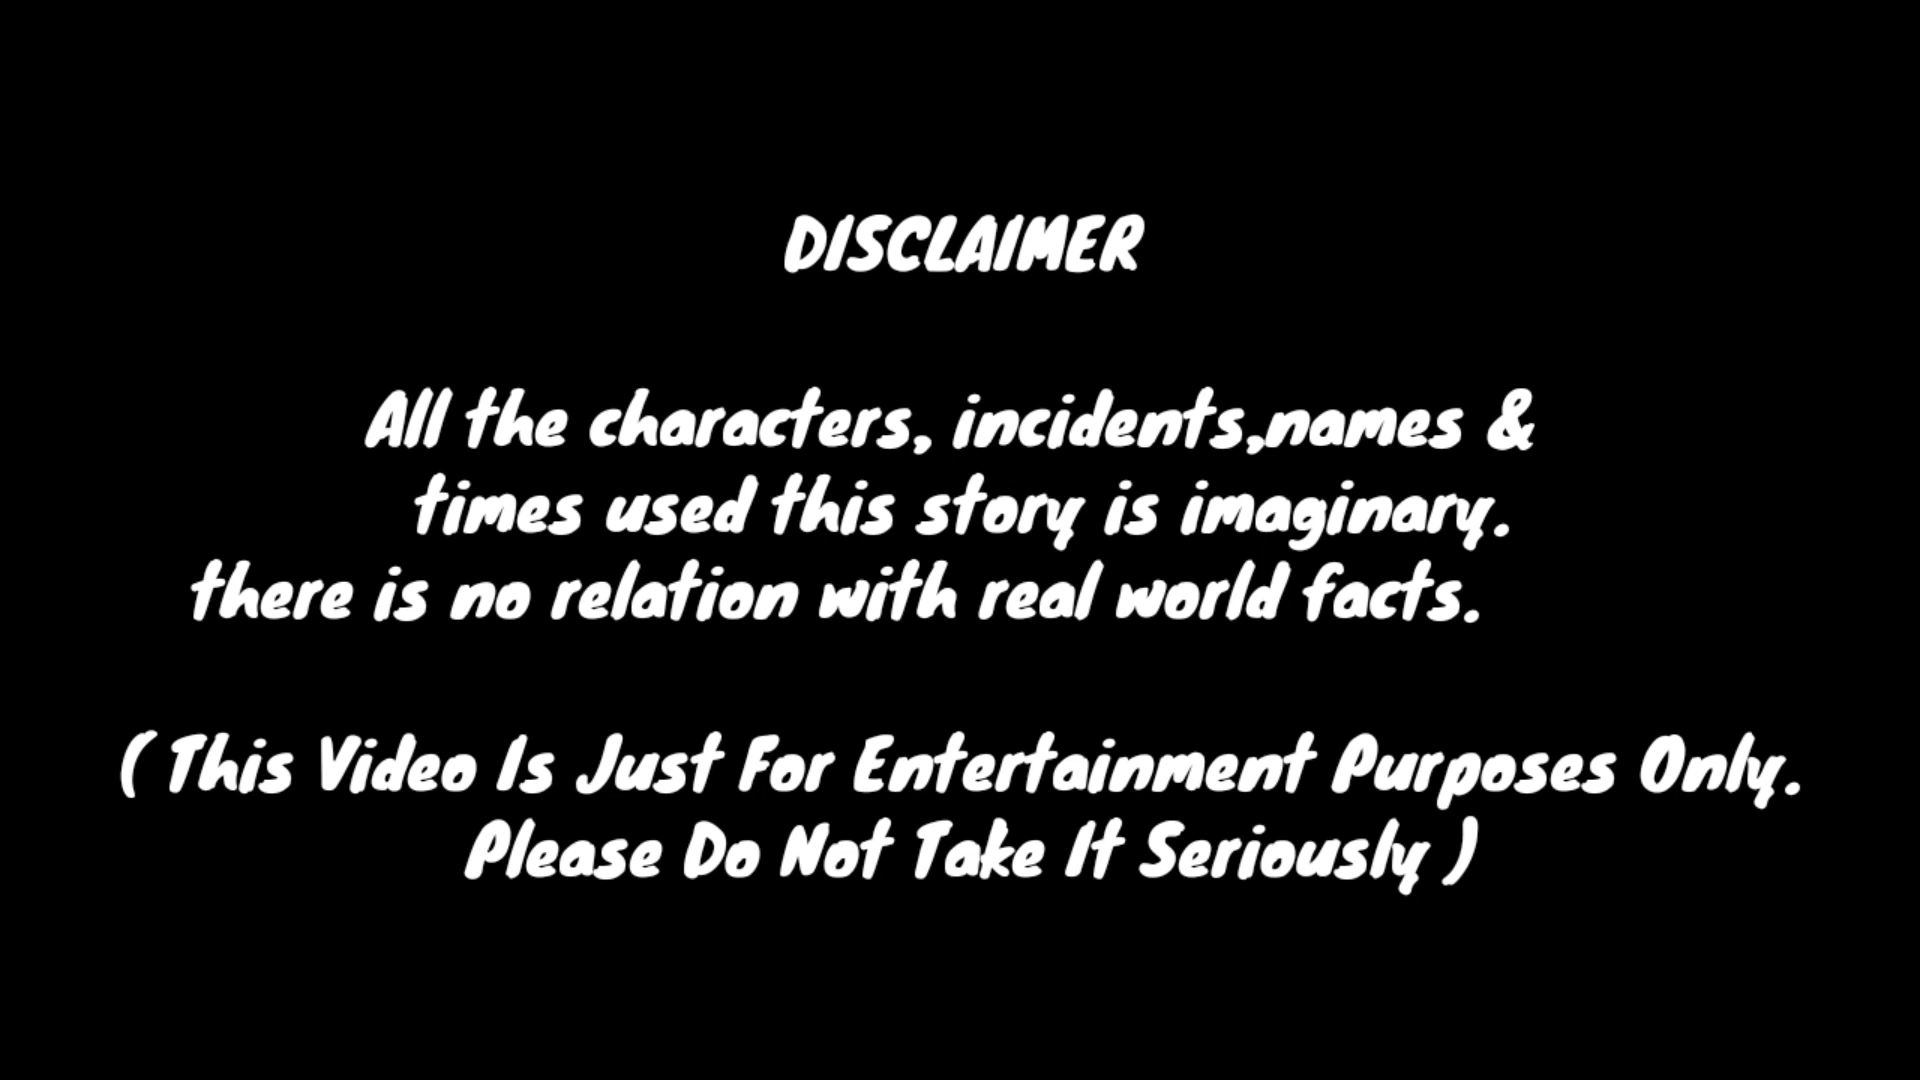 DISCLAIMER
All the characters, incidents,names &
times used this story is imaginary.
there is no relation with real world facts.
( This Video Is Just For Entertainment Purposes Only.
Please Do Not Take It Seriously )